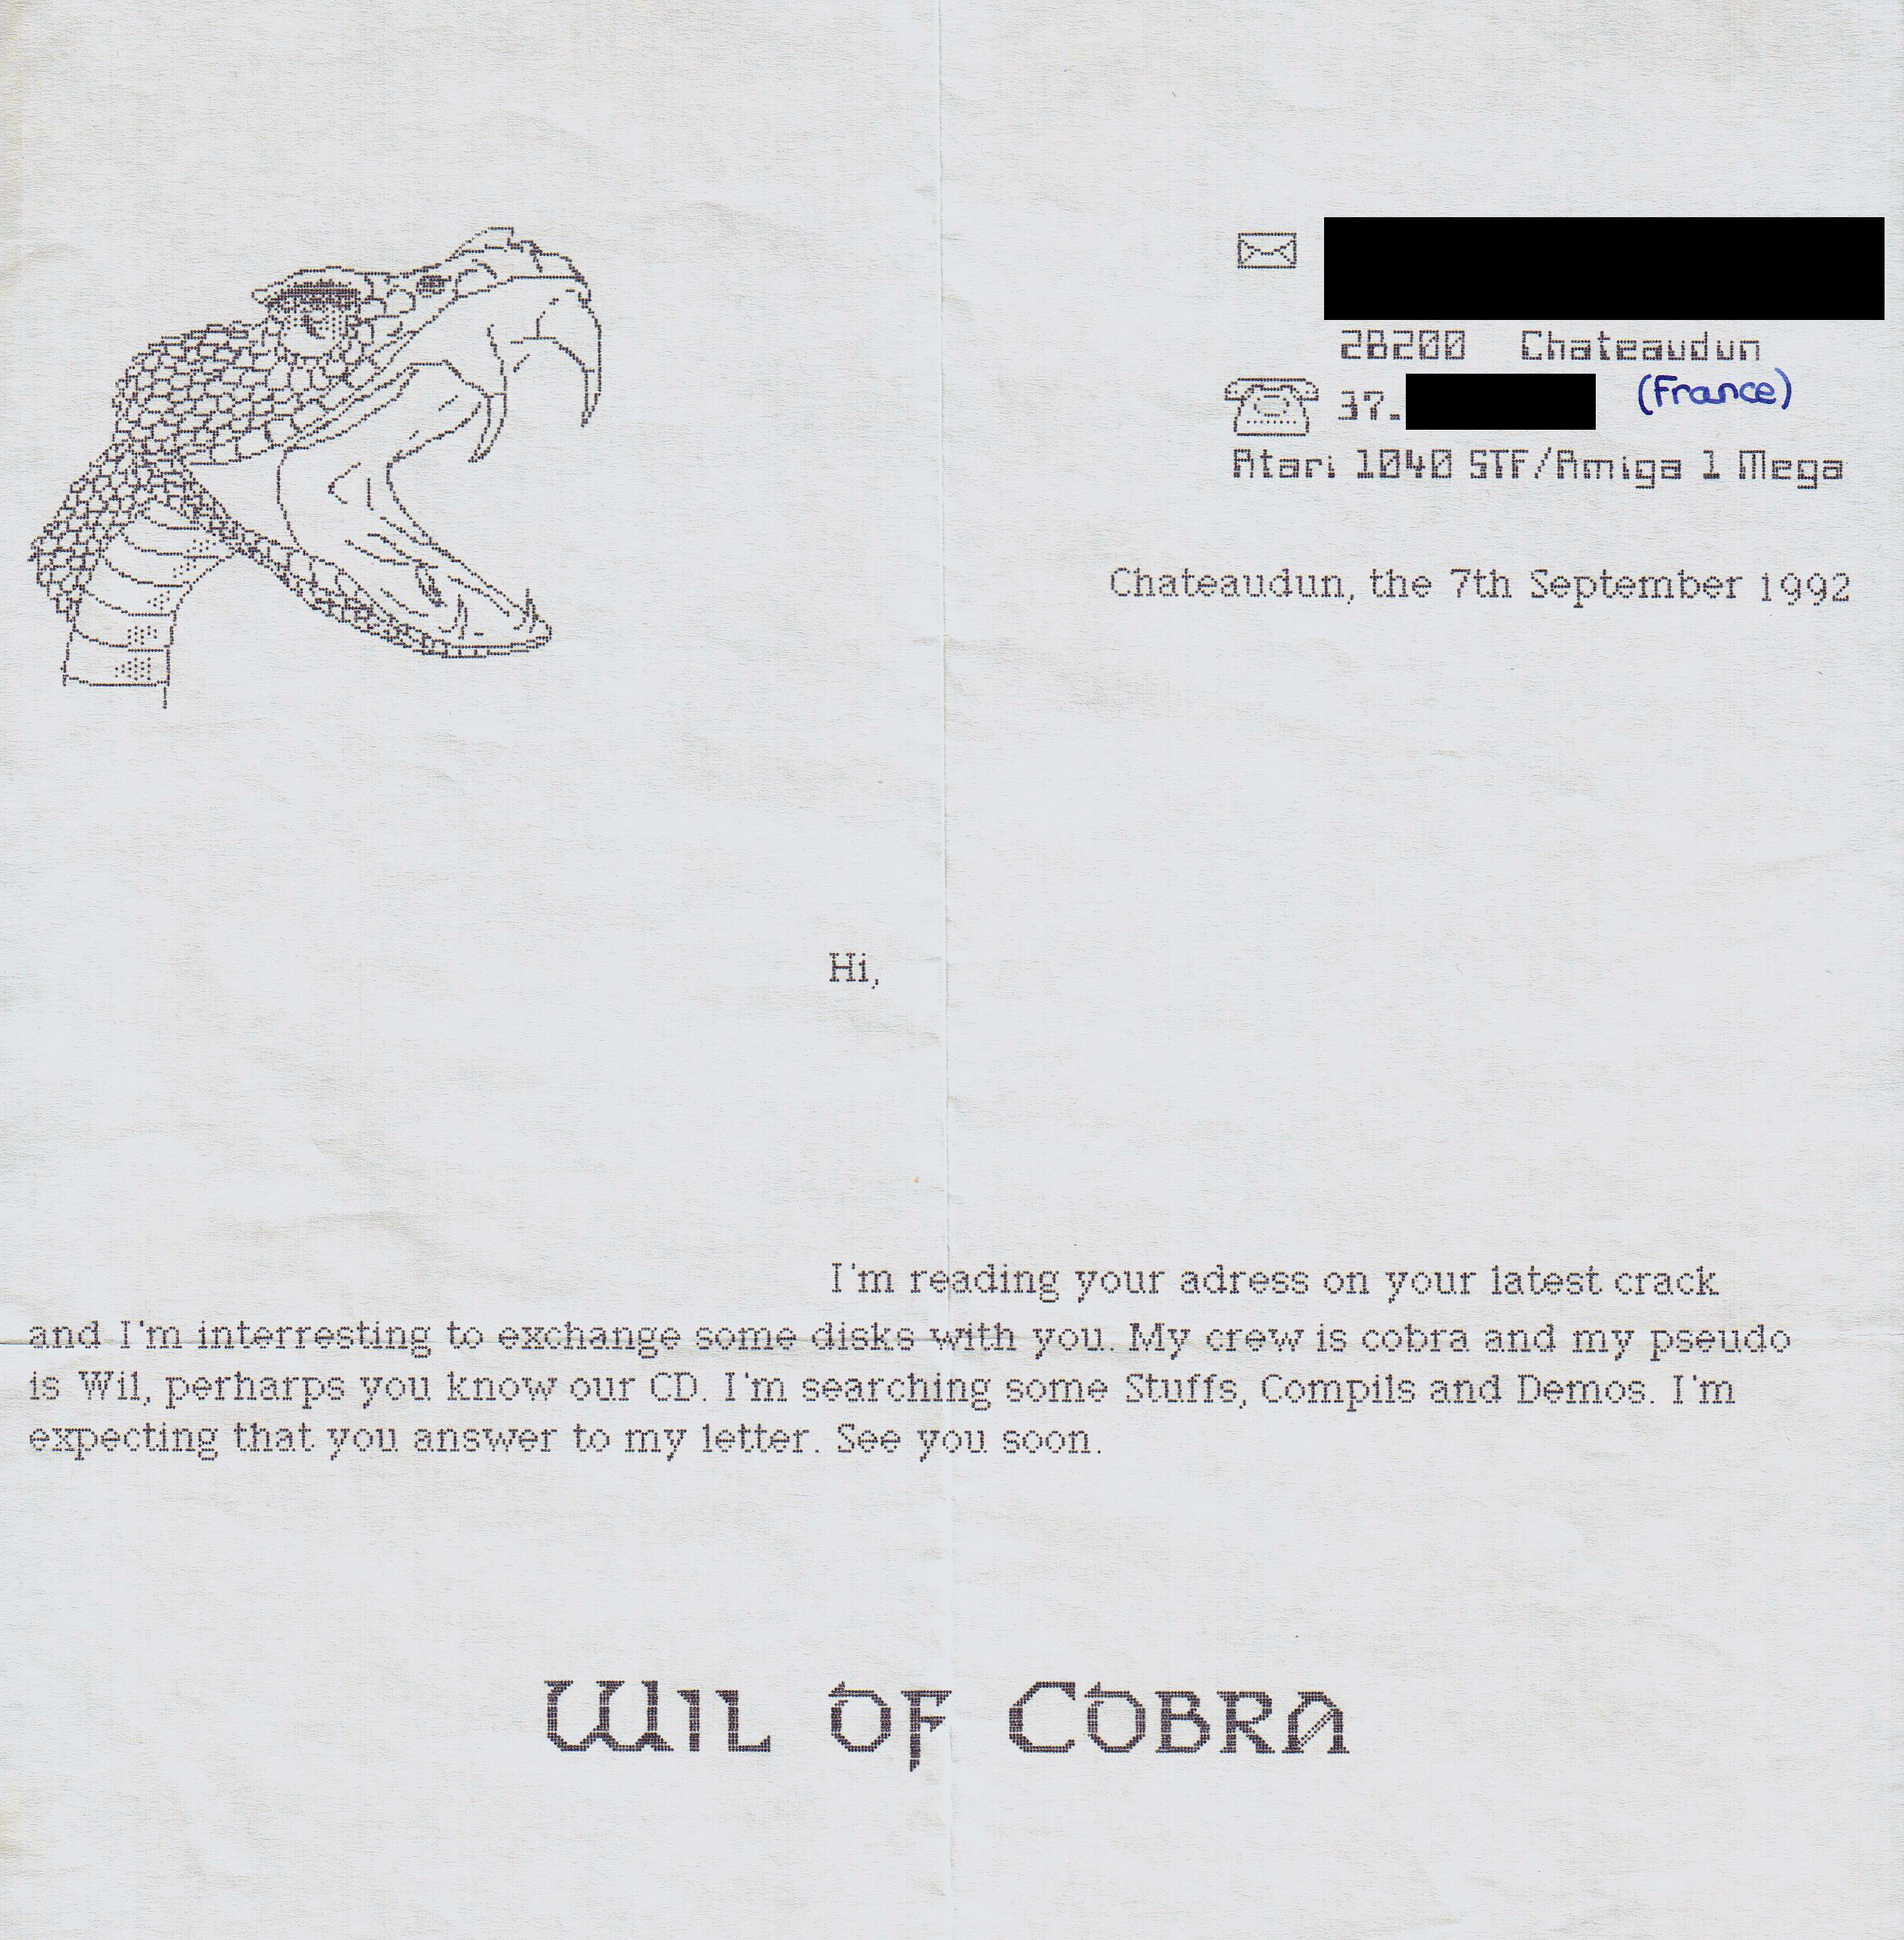 28200 Chateaudun
37.
(France)
Atari 1040 STF/Amiga 1 Mega
Chateaudun, the 7th September 1992
Hi,
I'm reading your adress on your latest crack
and I'm interresting to exchange some disks with you. My crew is cobra and my pseudo
is Wil, perharps you know our CD. I'm searching some Stuffs, Compils and Demos. I'm
expecting that you answer to my letter. See you soon.
WIL OF COBRA